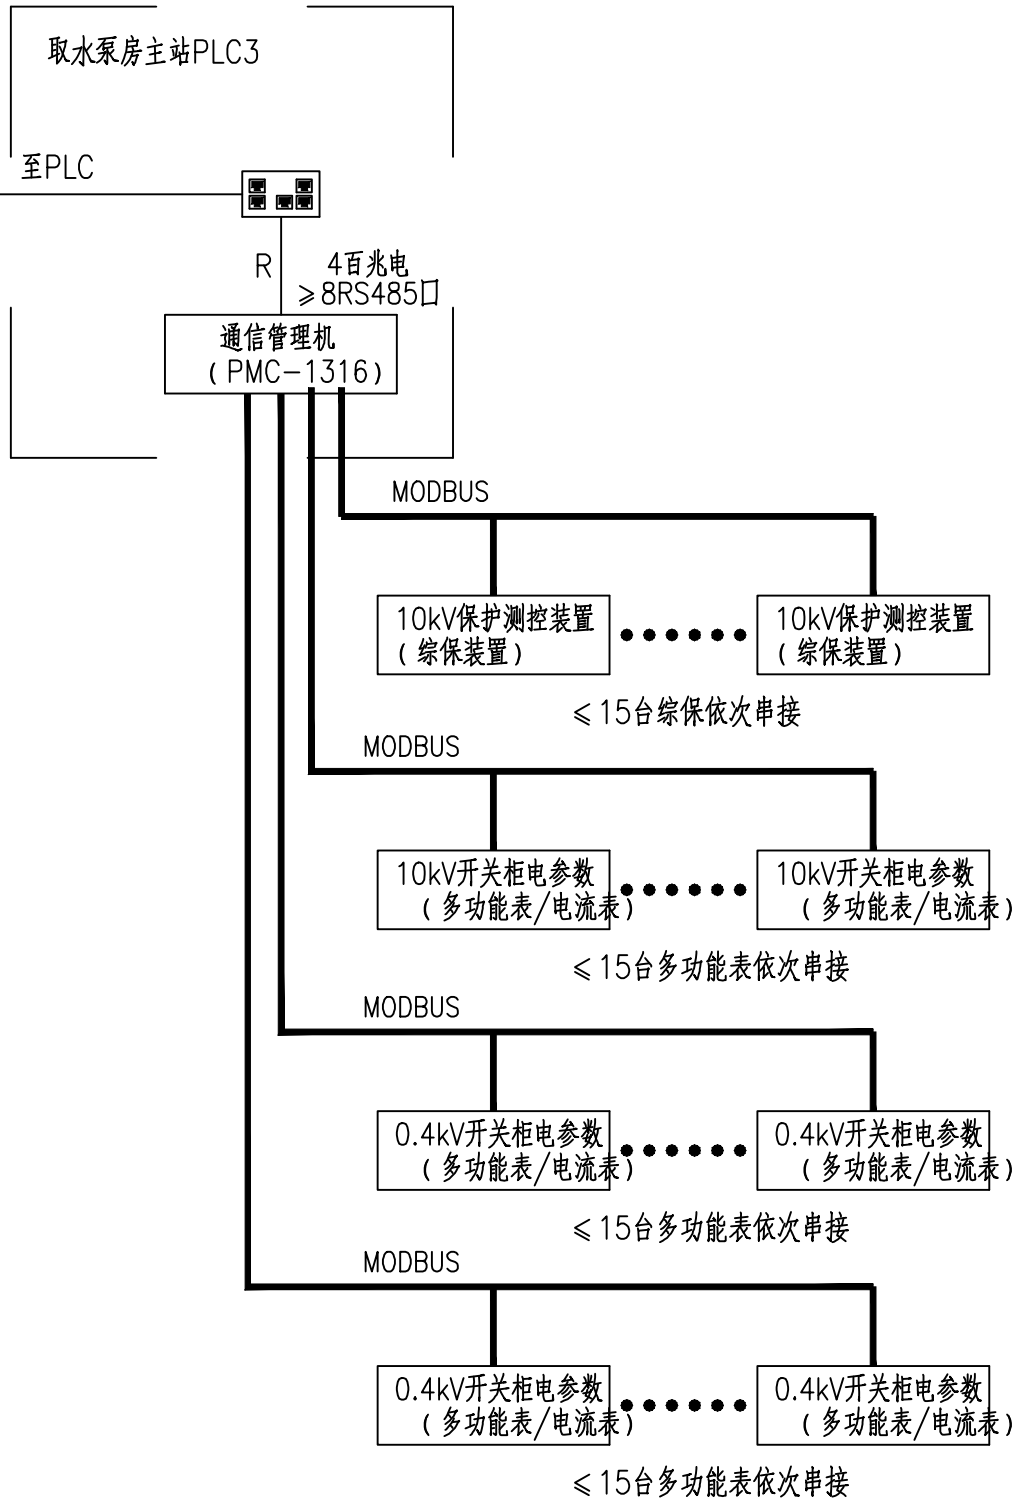 取水泵房主站PLC3
至PLC
R
4百兆电
≥8RS485口
通信管理机
(PMC-1316)
MODBUS
10kV保护测控装置
(综保装置)
10kV保护测控装置
(综保装置)
≤15台综保依次串接
MODBUS
10kV开关柜电参数
(多功能表/电流表)
10kV开关柜电参数
(多功能表/电流表)
≤15台多功能表依次串接
MODBUS
0.4kV开关柜电参数
(多功能表/电流表)
0.4kV开关柜电参数
(多功能表/电流表)
≤15台多功能表依次串接
MODBUS
0.4kV开关柜电参数
(多功能表/电流表)
0.4kV开关柜电参数
(多功能表/电流表)
≤15台多功能表依次串接